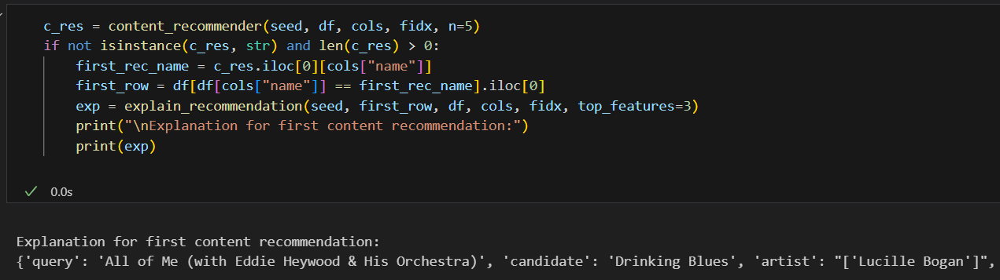 c_res = content_recommender(seed, df, cols, fidx, n=5)
if not isinstance(c_res, str) and len(c_res) > 0:
    first_rec_name = c_res.iloc[0][cols["name"]]
    first_row = df[df[cols["name"]] == first_rec_name].iloc[0]
    exp = explain_recommendation(seed, first_row, df, cols, fidx, top_features=3)
    print("\nExplanation for first content recommendation:")
    print(exp)
0.0s
Explanation for first content recommendation:
{'query': 'All of Me (with Eddie Heywood & His Orchestra)', 'candidate': 'Drinking Blues', 'artist': "['Lucille Bogan']",